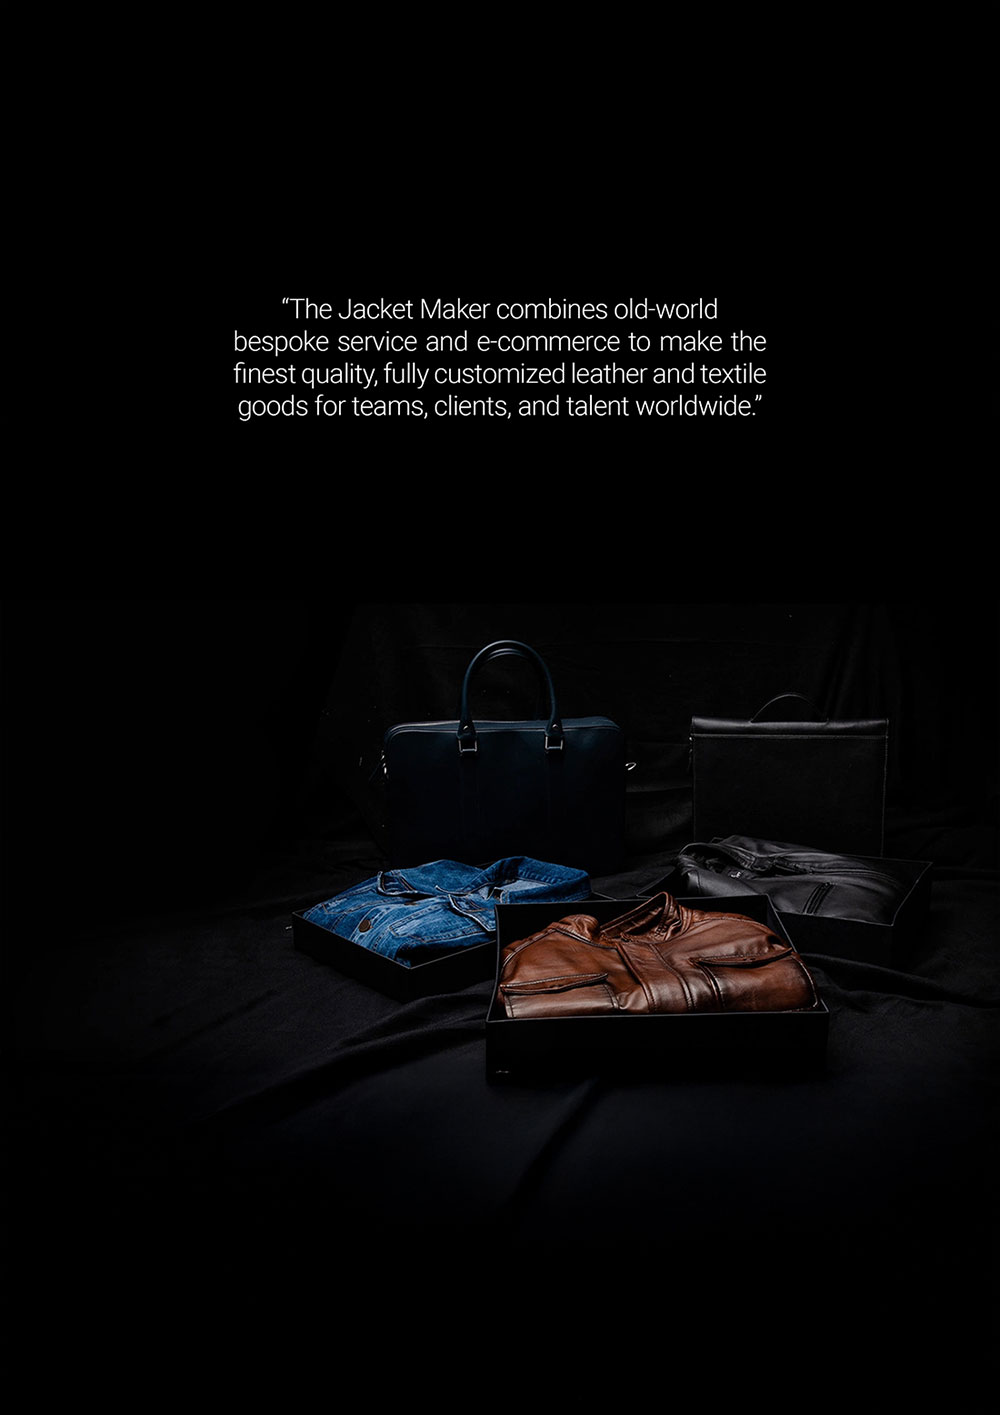 “The Jacket Maker combines old-world
bespoke service and e-commerce to make the
finest quality, fully customized leather and textile
goods for teams, clients, and talent worldwide.”